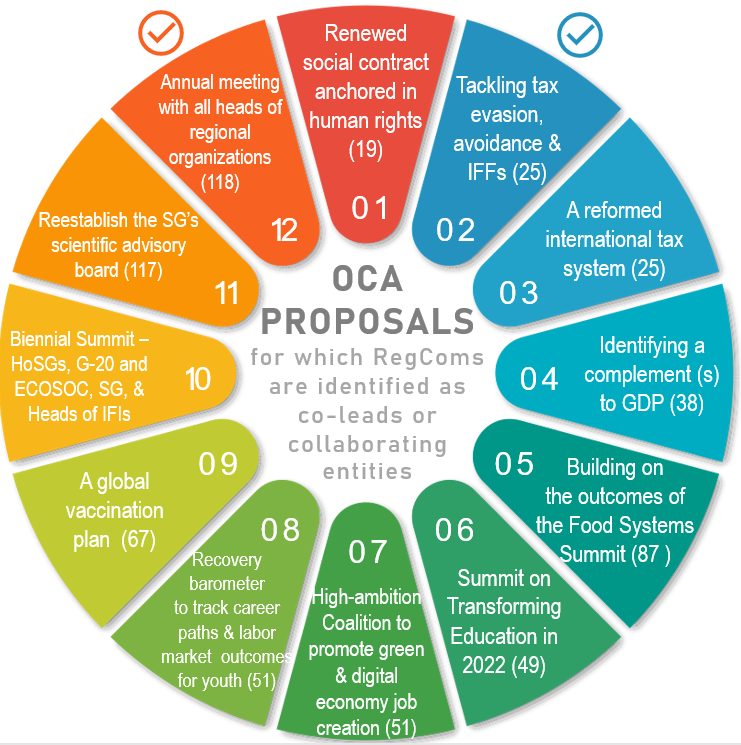 OCA
PROPOSALS
for which RegComs
are identified as
co-leads or
collaborating
entities
Renewed
social contract
anchored in
human rights
(19)
01
Tackling tax
evasion,
avoidance &
IFFs (25)
02
A reformed
international tax
system (25)
03
Identifying a
complement (s)
to GDP (38)
04
Building on
the outcomes of
the Food Systems
Summit (87 )
05
Summit on
Transforming
Education in
2022 (49)
06
High-ambition
Coalition to
promote green
& digital
economy job
creation (51)
07
Recovery
barometer
to track career
paths & labor
market outcomes
for youth (51)
08
A global
vaccination
plan (67)
09
Biennial Summit –
HoSGs, G-20 and
ECOSOC, SG, &
Heads of IFIs
10
Reestablish the SG's
scientific advisory
board (117)
11
Annual meeting
with all heads of
regional
organizations
(118)
12